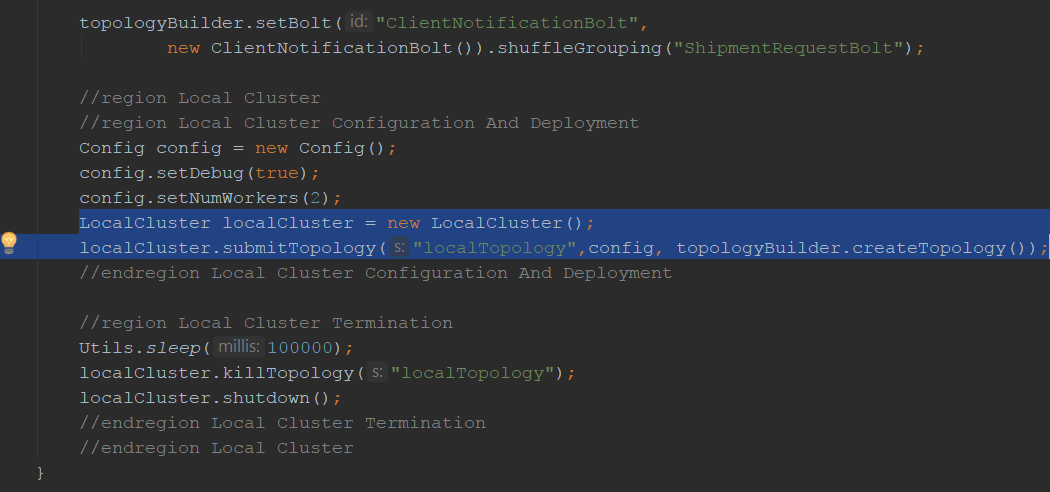 topologyBuilder.setBolt( id: "ClientNotificationBolt",
new ClientNotificationBolt()).shuffleGrouping("ShipmentRequestBolt");
//region Local Cluster
//region Local Cluster Configuration And Deployment
Config config = new Config();
config.setDebug(true);
config.setNumWorkers(2);
LocalCluster localCluster = new LocalCluster();
localCluster.submitTopology( s: "localTopology",config, topologyBuilder.createTopology());
//endregion Local Cluster Configuration And Deployment
//region Local Cluster Termination
Utils.sleep( millis: 100000);
localCluster.killTopology( s: "localTopology");
localCluster.shutdown();
//endregion Local Cluster Termination
//endregion Local Cluster
}